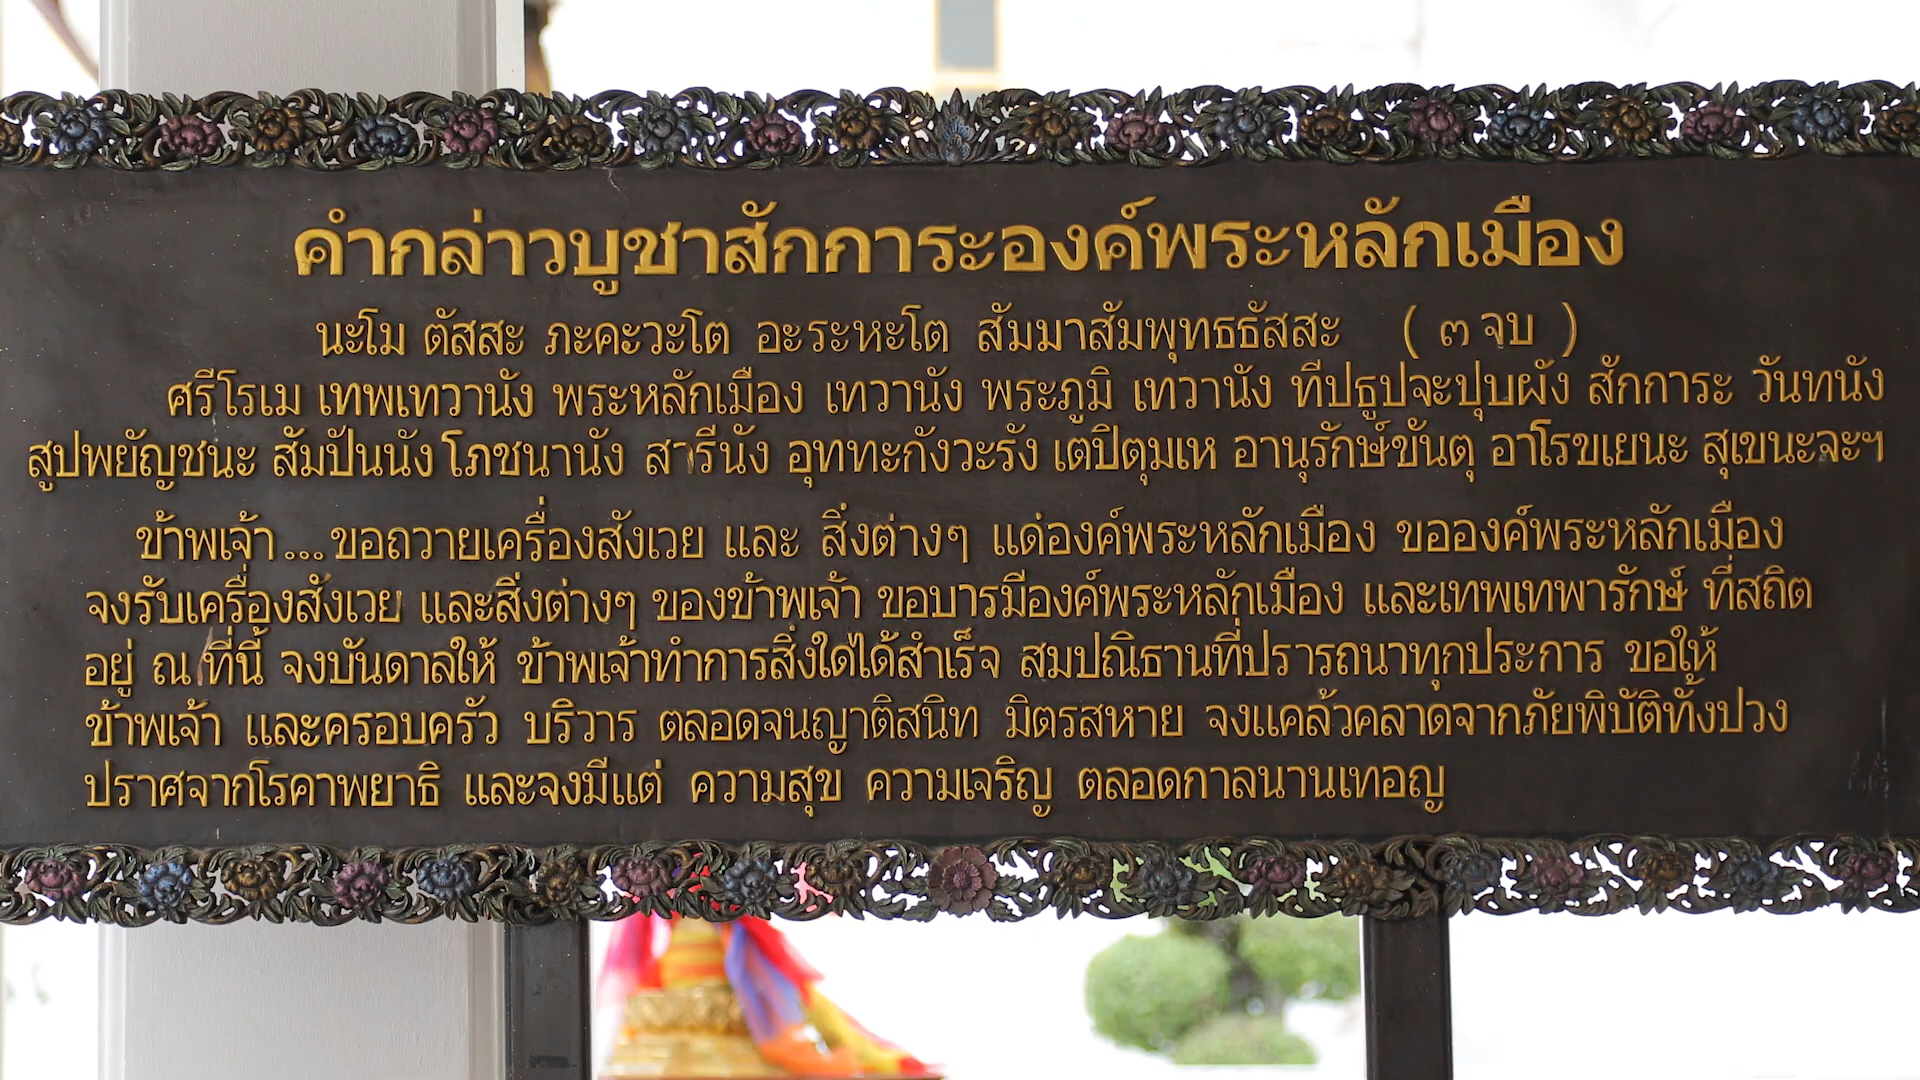 คำกล่าวบูชาสักการะองค์พระหลักเมือง
นะโม ตัสสะ ภะคะวะโต อะระหะโต สัมมาสัมพุทธธัสสะ ( ๓ จบ )
ศรีโรเม เทพเทวานัง พระหลักเมือง เทวานัง พระภูมิ เทวานัง ทีปธูปจะปุบผัง สักการะ วันทนัง
สูปพยัญชนะ สัมปันนัง โภชนานัง สารีนัง อุททะกังวะรัง เตปิตุมเห อานุรักษ์ขันตุ อาโรขเยนะ สุเขนะจะฯ
ข้าพเจ้า ... ขอถวายเครื่องสังเวย และ สิ่งต่างๆ แด่องค์พระหลักเมือง ขอองค์พระหลักเมือง
จงรับเครื่องสังเวย และสิ่งต่างๆ ของข้าพเจ้า ขอบารมีองค์พระหลักเมือง และเทพเทพารักษ์ ที่สถิต
อยู่ ณ ที่นี้ จงบันดาลให้ ข้าพเจ้าทำการสิ่งใดได้สำเร็จ สมปณิธานที่ปรารถนาทุกประการ ขอให้
ข้าพเจ้า และครอบครัว บริวาร ตลอดจนญาติสนิท มิตรสหาย จงแคล้วคลาดจากภัยพิบัติทั้งปวง
ปราศจากโรคาพยาธิ และจงมีแต่ ความสุข ความเจริญ ตลอดกาลนานเทอญ